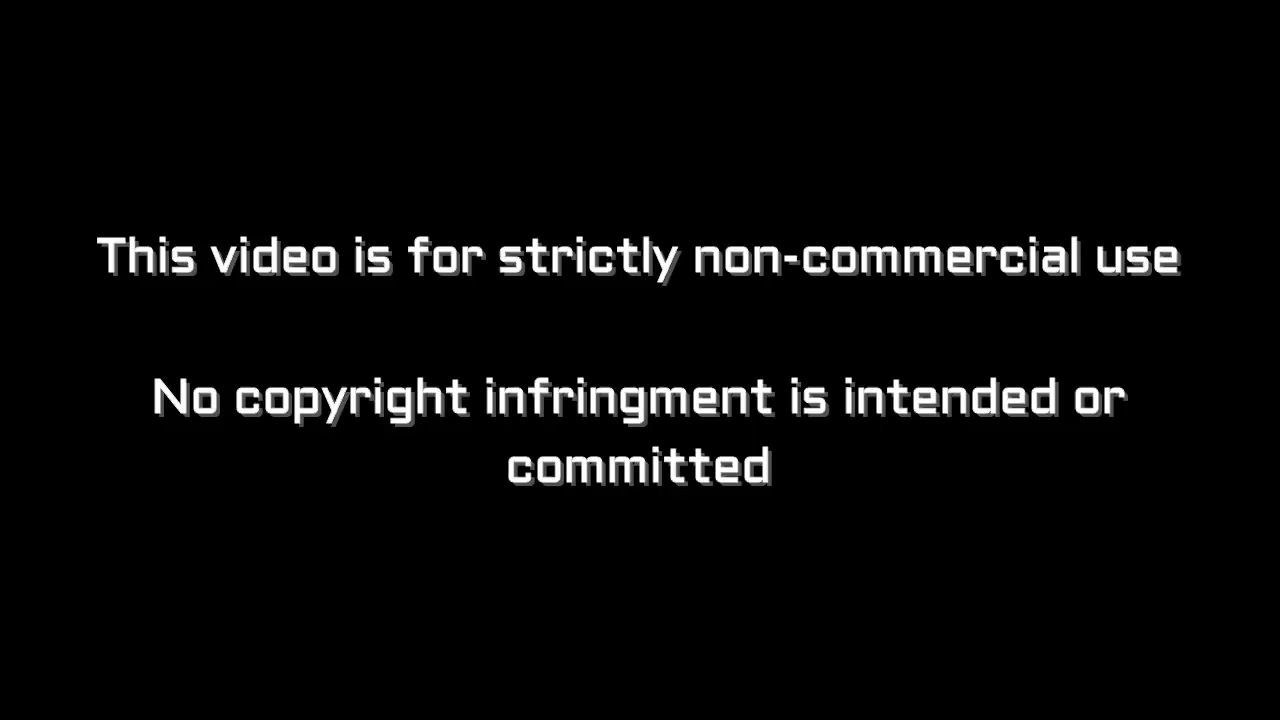 This video is for strictly non-commercial use
No copyright infringment is intended or
committed